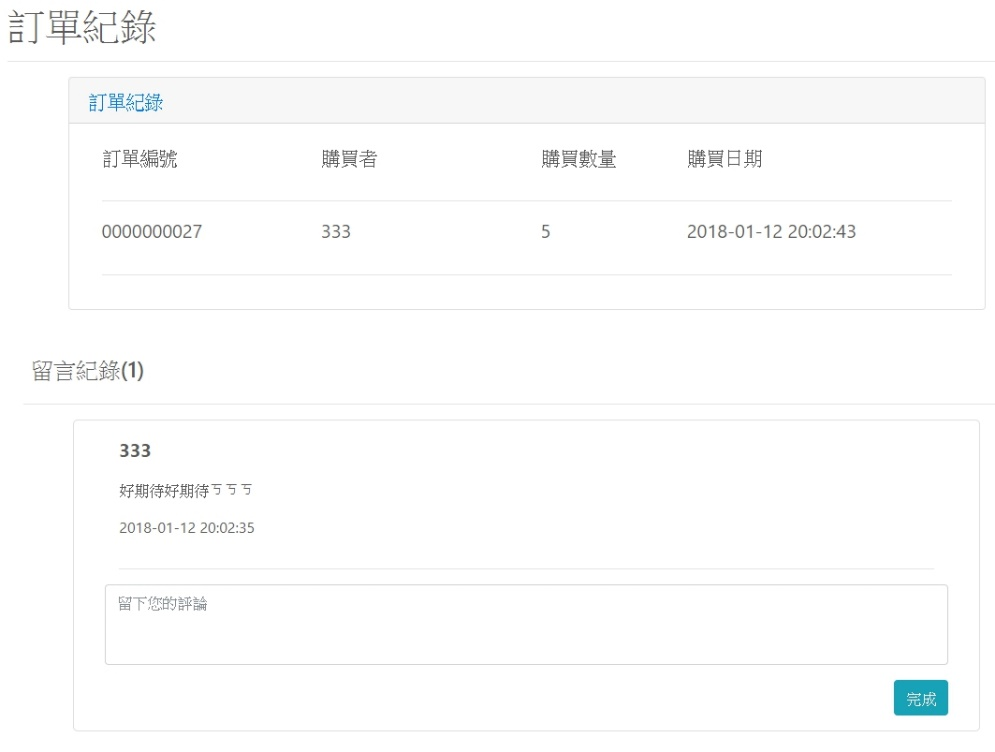 訂單紀錄
訂單紀錄
訂單編號 購買者 購買數量 購買日期
0000000027 333 5 2018-01-12 20:02:43
留言紀錄(1)
333
好期待好期待ㄎㄎㄎ
2018-01-12 20:02:35
留下您的評論
完成